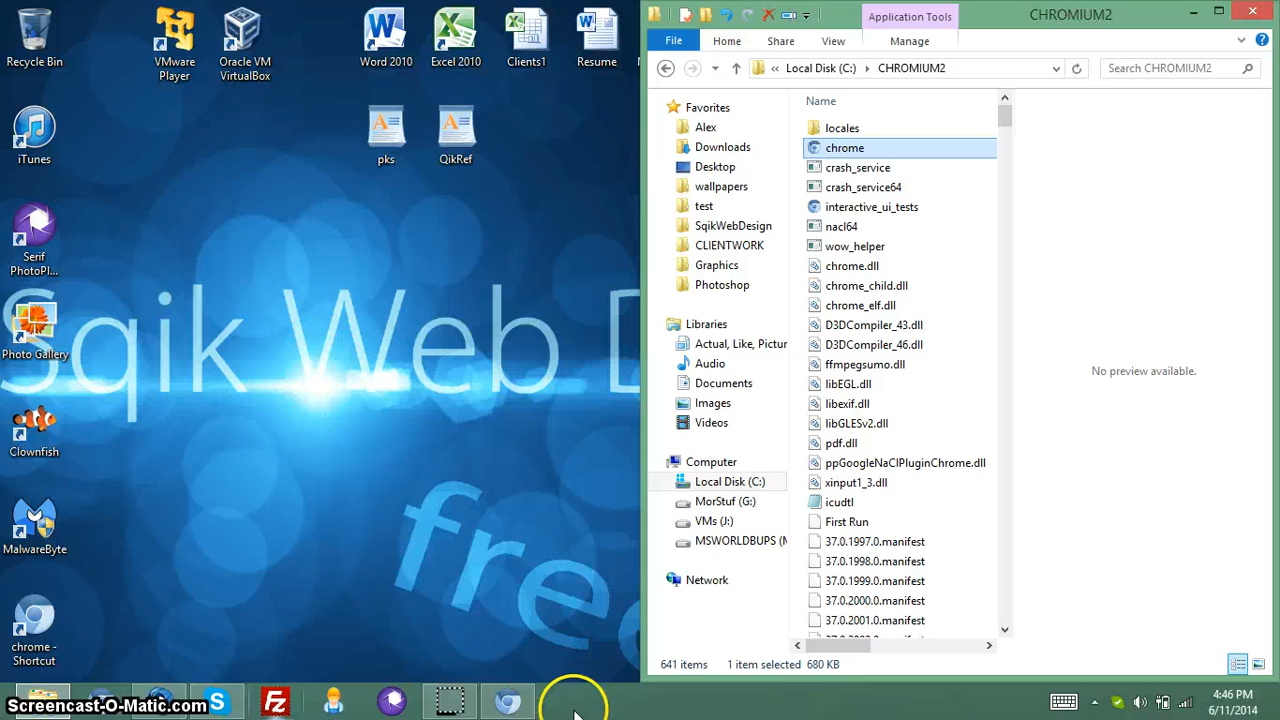 Recycle Bin
VMware
Player
Oracle VM
VirtualBox
Word 2010
Excel 2010
Clients1
Resume
iTunes
pks
QikRef
Serif
PhotoPl...
Photo Gallery
Clownfish
MalwareByte
chrome -
Shortcut
Sqik Web D
free
Application Tools
CHROMIUM2
File
Home
Share
View
Manage
« Local Disk (C:) CHROMIUM2
Search CHROMIUM2
Favorites
Alex
Downloads
Desktop
wallpapers
test
SqikWebDesign
CLIENTWORK
Graphics
Photoshop
Libraries
Actual, Like, Pictur
Audio
Documents
Images
Videos
Computer
Local Disk (C:)
MorStuf (G:)
VMs (J:)
MSWORLDBUPS (M
Network
Name
locales
chrome
crash_service
crash_service64
interactive_ui_tests
nacl64
wow_helper
chrome.dll
chrome_child.dll
chrome_elf.dll
D3DCompiler_43.dll
D3DCompiler_46.dll
ffmpegsumo.dll
libEGL.dll
libexif.dll
libGLESv2.dll
pdf.dll
ppGoogleNaClPluginChrome.dll
xinput1_3.dll
icudtl
First Run
37.0.1997.0.manifest
37.0.1998.0.manifest
37.0.1999.0.manifest
37.0.2000.0.manifest
37.0.2001.0.manifest
No preview available.
641 items
1 item selected 680 KB
Screencast-O-Matic.com
4:46 PM
6/11/2014